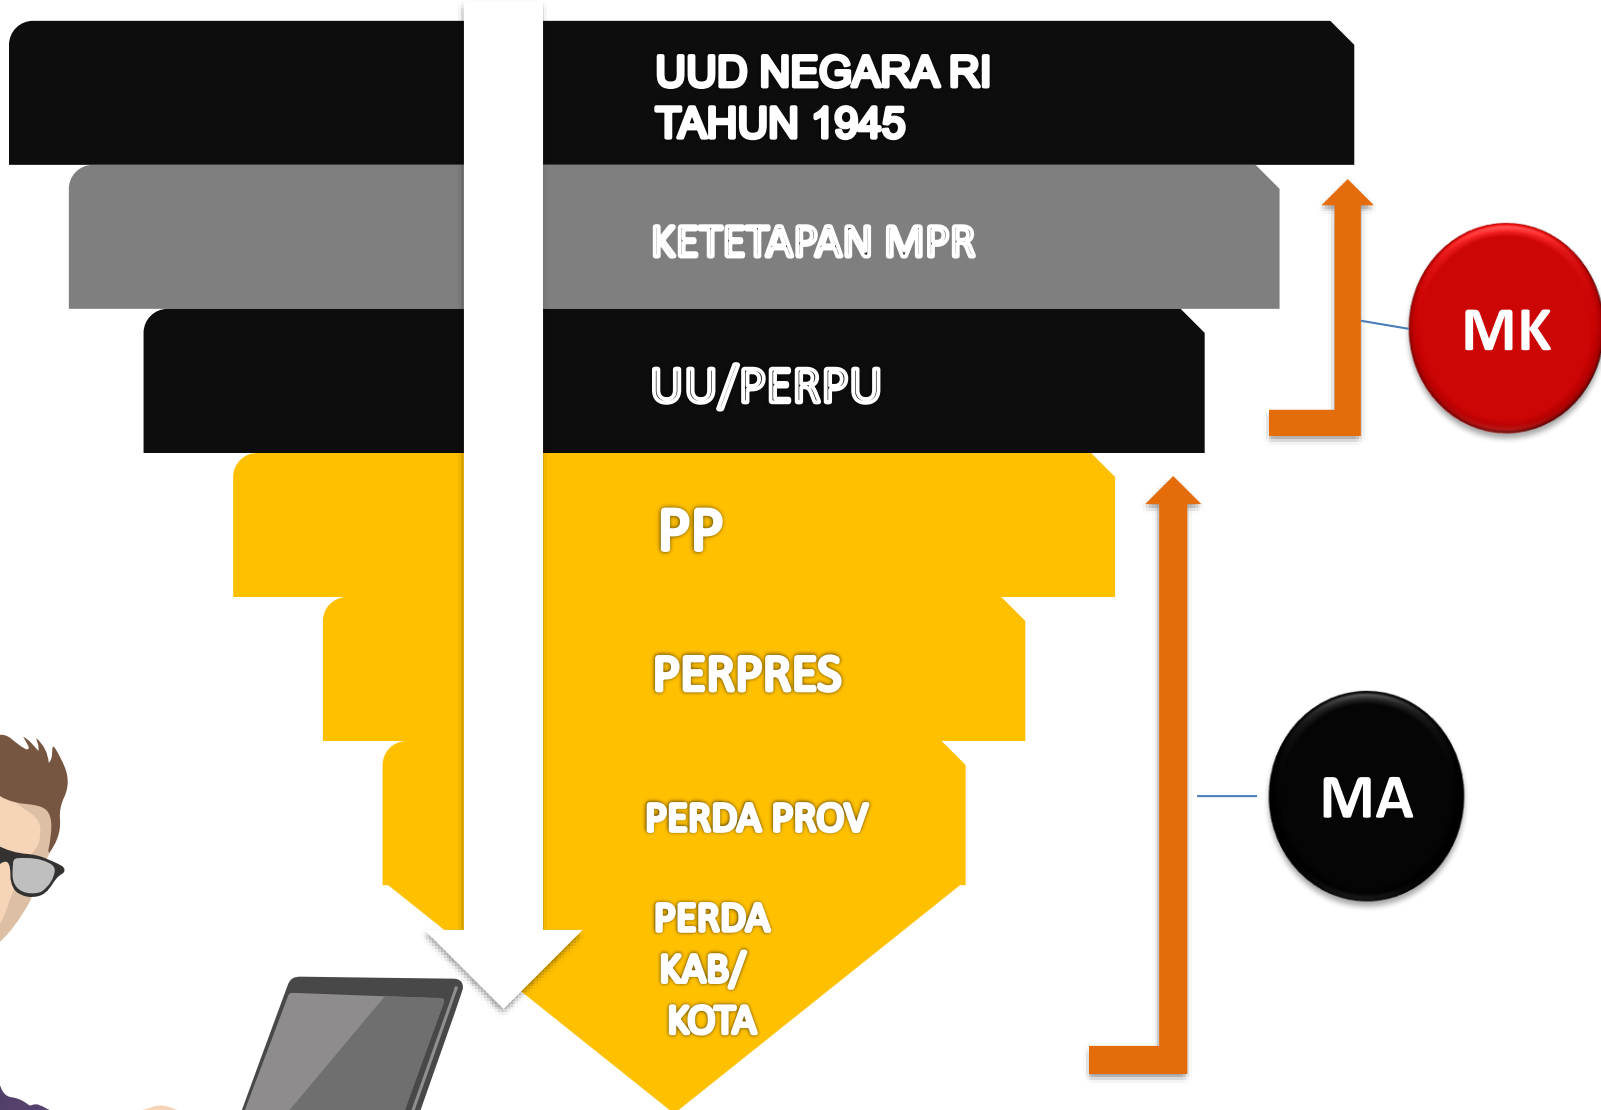 UUD NEGARA RI
TAHUN 1945
KETETAPAN MPR
MK
UU/PERPU
PP
PERPRES
MA
PERDA PROV
PERDA
KAB/
KOTA